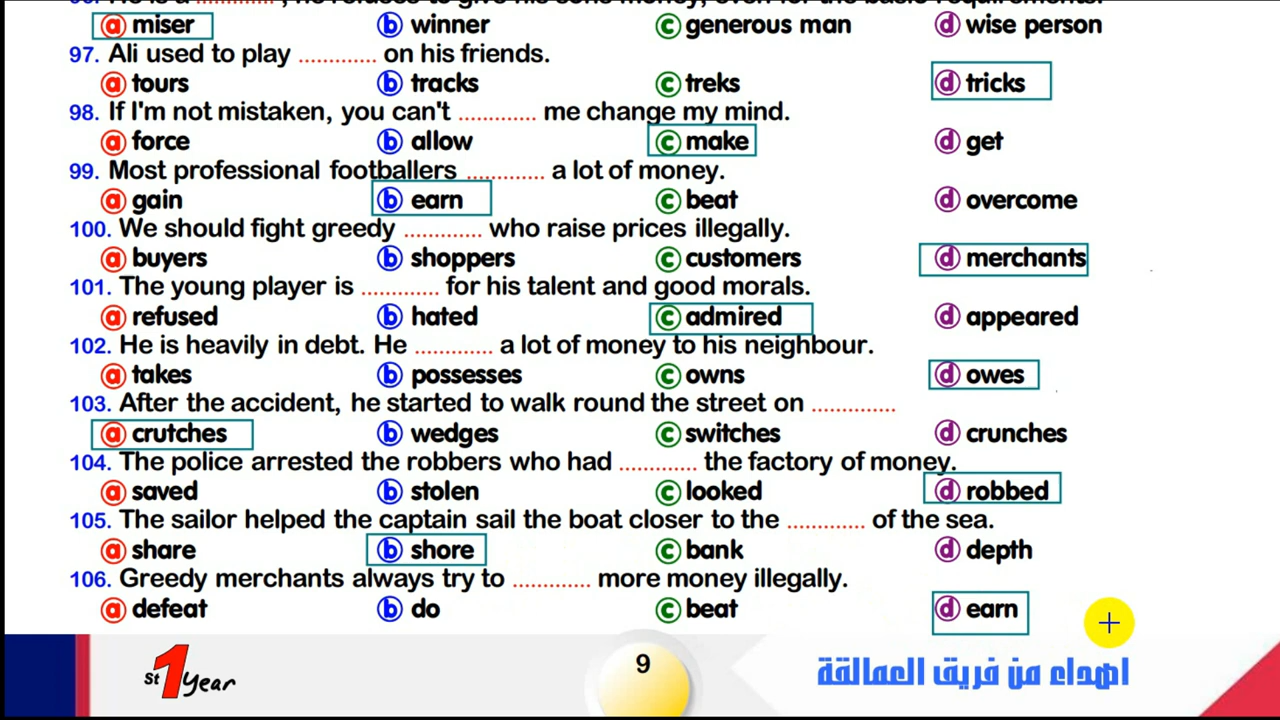 ⓐ miser ⓑ winner ⓒ generous man ⓓ wise person
97. Ali used to play ............. on his friends.
ⓐ tours ⓑ tracks ⓒ treks ⓓ tricks
98. If I'm not mistaken, you can't ............. me change my mind.
ⓐ force ⓑ allow ⓒ make ⓓ get
99. Most professional footballers ............. a lot of money.
ⓐ gain ⓑ earn ⓒ beat ⓓ overcome
100. We should fight greedy ............. who raise prices illegally.
ⓐ buyers ⓑ shoppers ⓒ customers ⓓ merchants
101. The young player is ............. for his talent and good morals.
ⓐ refused ⓑ hated ⓒ admired ⓓ appeared
102. He is heavily in debt. He ............. a lot of money to his neighbour.
ⓐ takes ⓑ possesses ⓒ owns ⓓ owes
103. After the accident, he started to walk round the street on ..............
ⓐ crutches ⓑ wedges ⓒ switches ⓓ crunches
104. The police arrested the robbers who had ............. the factory of money.
ⓐ saved ⓑ stolen ⓒ looked ⓓ robbed
105. The sailor helped the captain sail the boat closer to the ............. of the sea.
ⓐ share ⓑ shore ⓒ bank ⓓ depth
106. Greedy merchants always try to ............. more money illegally.
ⓐ defeat ⓑ do ⓒ beat ⓓ earn
1st Year
9
اهداء من فريق العمالقة